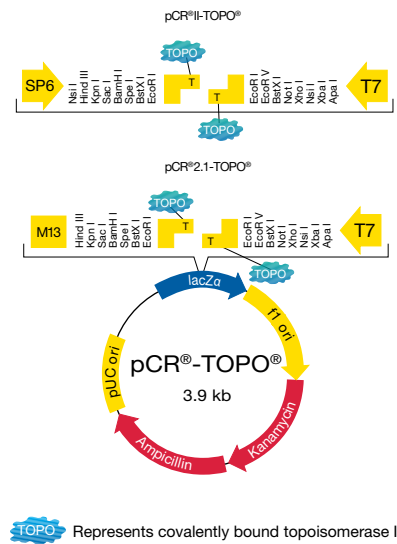 pCR®II-TOPO®
TOPO
SP6
Nsi I
Hind III
Kpn I
Sac I
BamH I
Spe I
BstX I
EcoR I
T
T
EcoR I
EcoR V
BstX I
Not I
Xho I
Nsi I
Xba I
Apa I
T7
TOPO
pCR®2.1-TOPO®
TOPO
M13
Hind III
Kpn I
Sac I
BamH I
Spe I
BstX I
EcoR I
T
T
EcoR I
EcoR V
BstX I
Not I
Xho I
Nsi I
Xba I
Apa I
T7
TOPO
lacZα
f1 ori
pUC ori
pCR®-TOPO®
3.9 kb
Kanamycin
Ampicillin
TOPO Represents covalently bound topoisomerase I